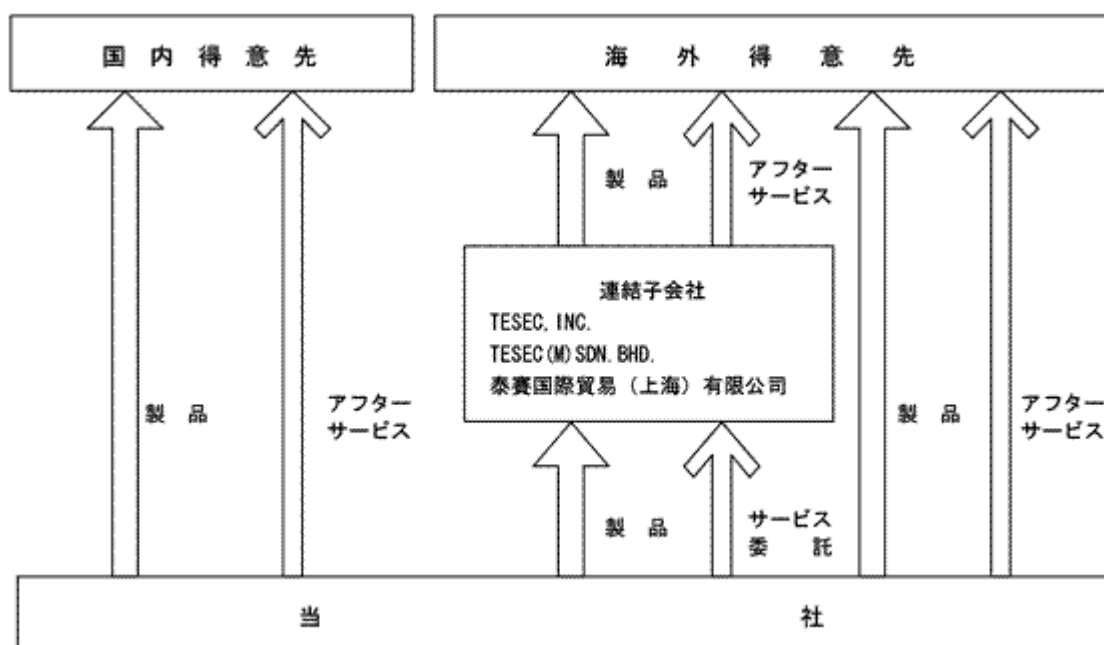 国内得意先
海外得意先
製品
アフター
サービス
連結子会社
TESEC, INC.
TESEC(M)SDN. BHD.
泰賽国際貿易（上海）有限公司
製品
アフター
サービス
製品
アフター
サービス
製品
サービス
委託
当社